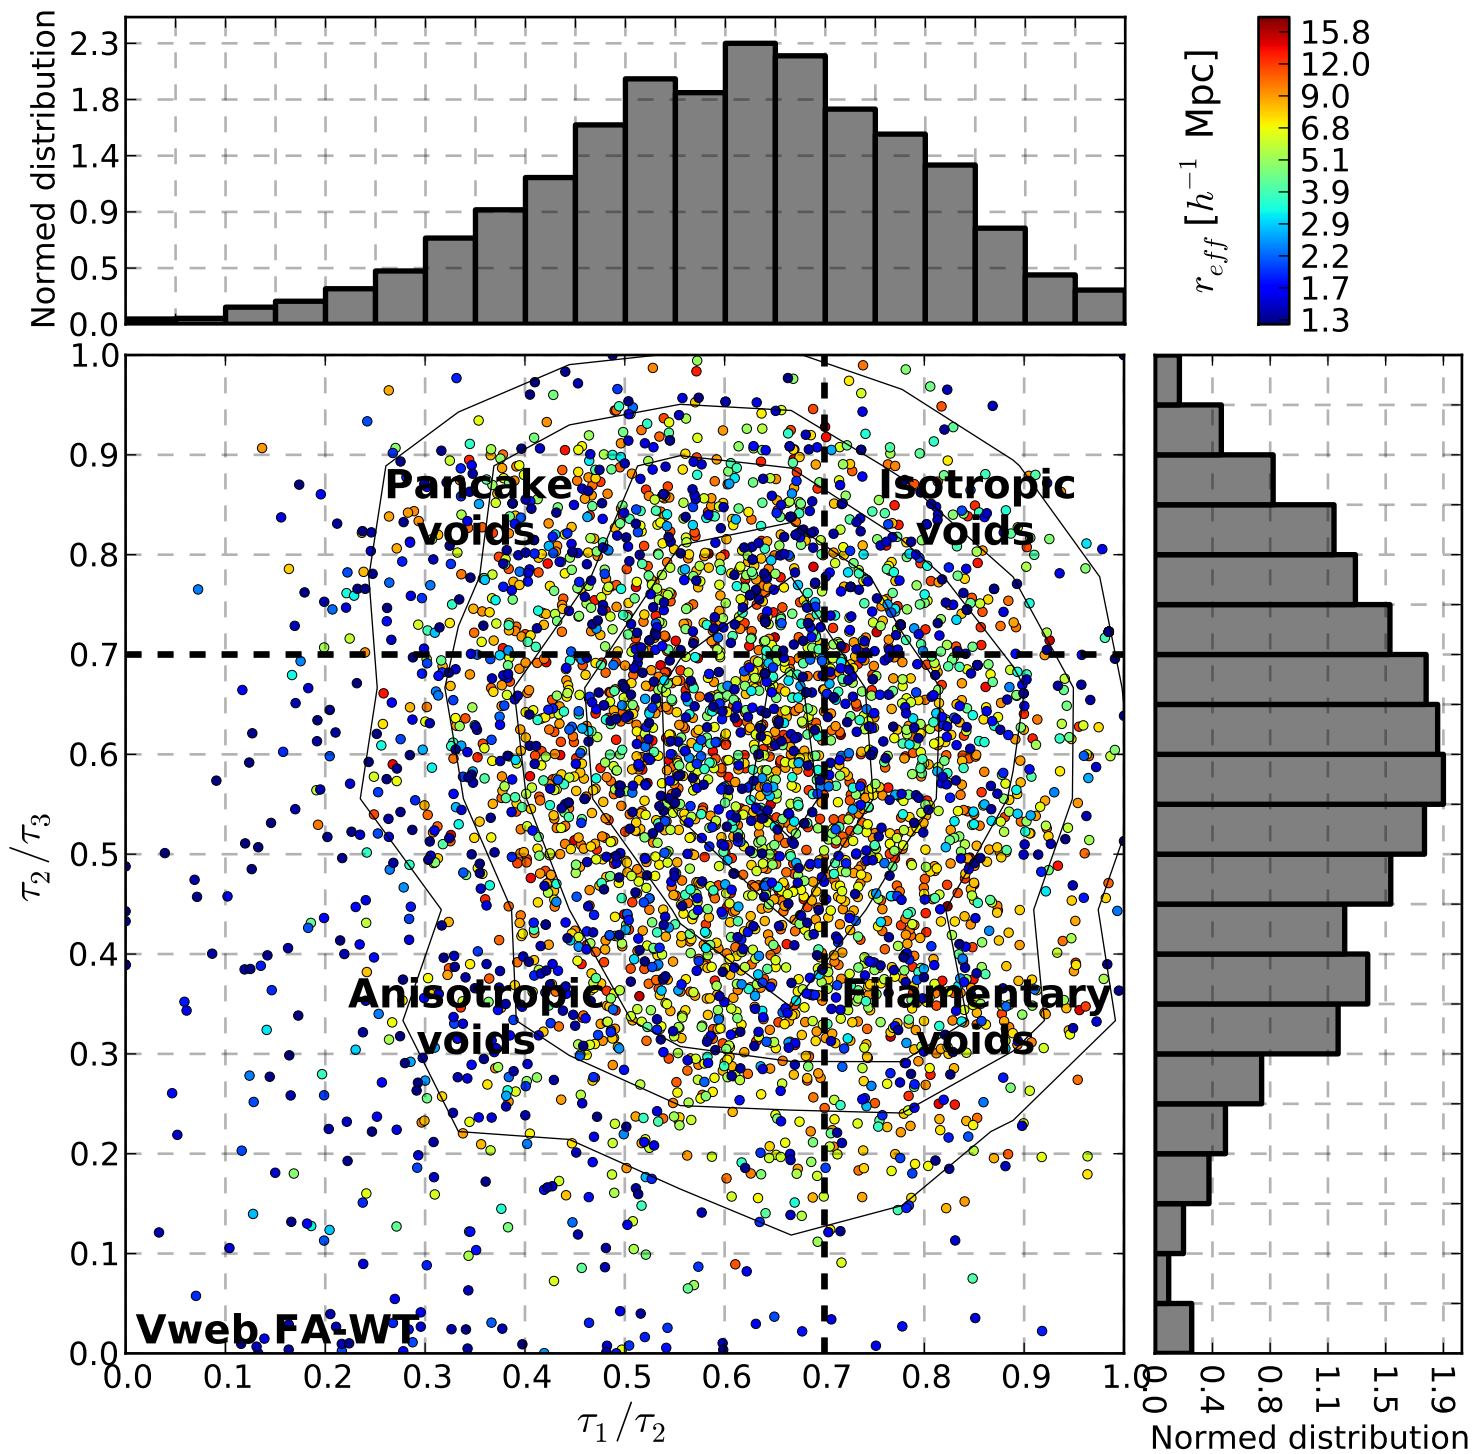 Normed distribution
2.3
1.8
1.4
0.9
0.5
0.0
r_eff [h⁻¹ Mpc]
15.8
12.0
9.0
6.8
5.1
3.9
2.9
2.2
1.7
1.3
τ₂/τ₃
1.0
0.9
0.8
0.7
0.6
0.5
0.4
0.3
0.2
0.1
0.0
Pancake
voids
Isotropic
voids
Anisotropic
voids
Filamentary
voids
Vweb FA-WT
0.0 0.1 0.2 0.3 0.4 0.5 0.6 0.7 0.8 0.9 1.0
τ₁/τ₂
0.0 0.4 0.8 1.1 1.5 1.9
Normed distribution